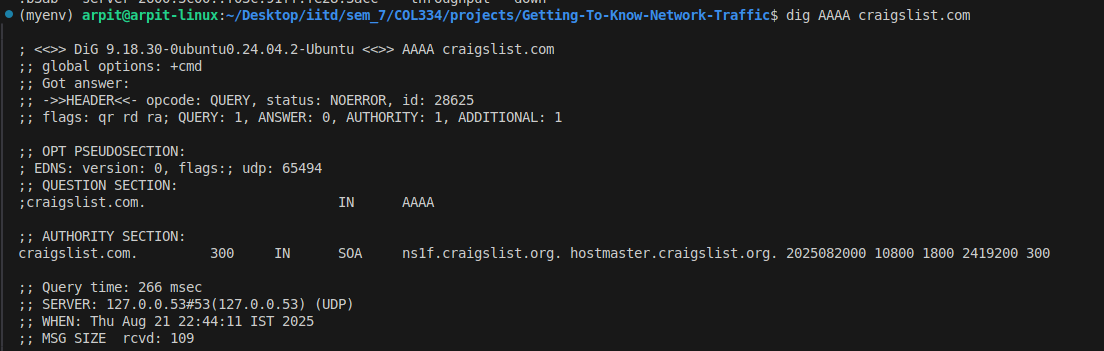 (myenv) arpit@arpit-linux:~/Desktop/iitd/sem_7/COL334/projects/Getting-To-Know-Network-Traffic$ dig AAAA craigslist.com
; <<>> DiG 9.18.30-0ubuntu0.24.04.2-Ubuntu <<>> AAAA craigslist.com
;; global options: +cmd
;; Got answer:
;; ->>HEADER<<- opcode: QUERY, status: NOERROR, id: 28625
;; flags: qr rd ra; QUERY: 1, ANSWER: 0, AUTHORITY: 1, ADDITIONAL: 1
;; OPT PSEUDOSECTION:
; EDNS: version: 0, flags:; udp: 65494
;; QUESTION SECTION:
;craigslist.com. IN AAAA
;; AUTHORITY SECTION:
craigslist.com. 300 IN SOA ns1f.craigslist.org. hostmaster.craigslist.org. 2025082000 10800 1800 2419200 300
;; Query time: 266 msec
;; SERVER: 127.0.0.53#53(127.0.0.53) (UDP)
;; WHEN: Thu Aug 21 22:44:11 IST 2025
;; MSG SIZE rcvd: 109